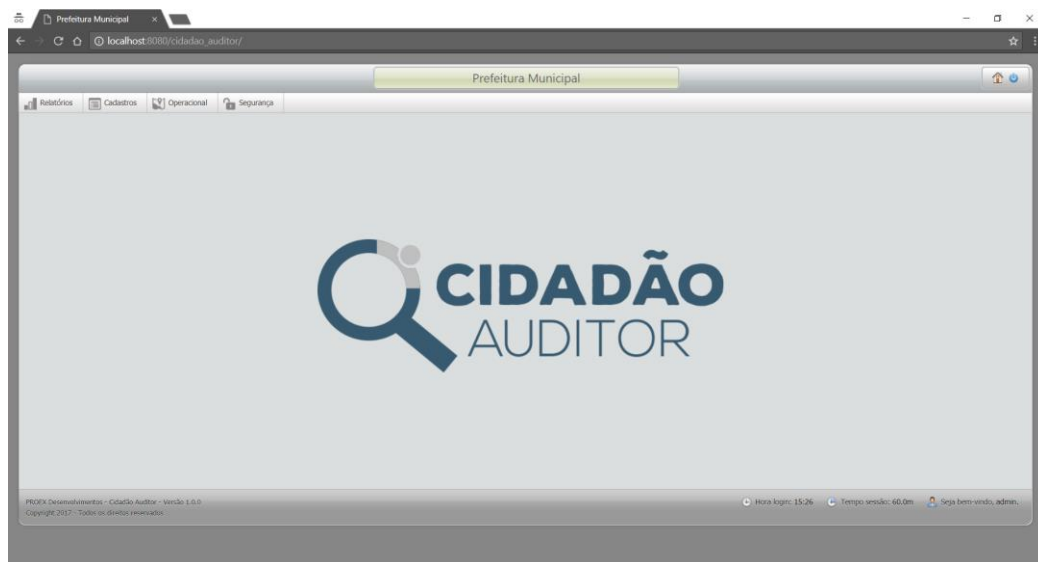 Prefeitura Municipal
localhost:8080/cidadao_auditor/
Prefeitura Municipal
Relatórios Cadastros Operacional Segurança
CIDADÃO
AUDITOR
PROEX Desenvolvimentos - Cidadão Auditor - Versão 1.0.0
Hora login: 15:26 Tempo sessão: 60.0m Seja bem-vindo, admin.
Copyright 2017 - Todos os direitos reservados